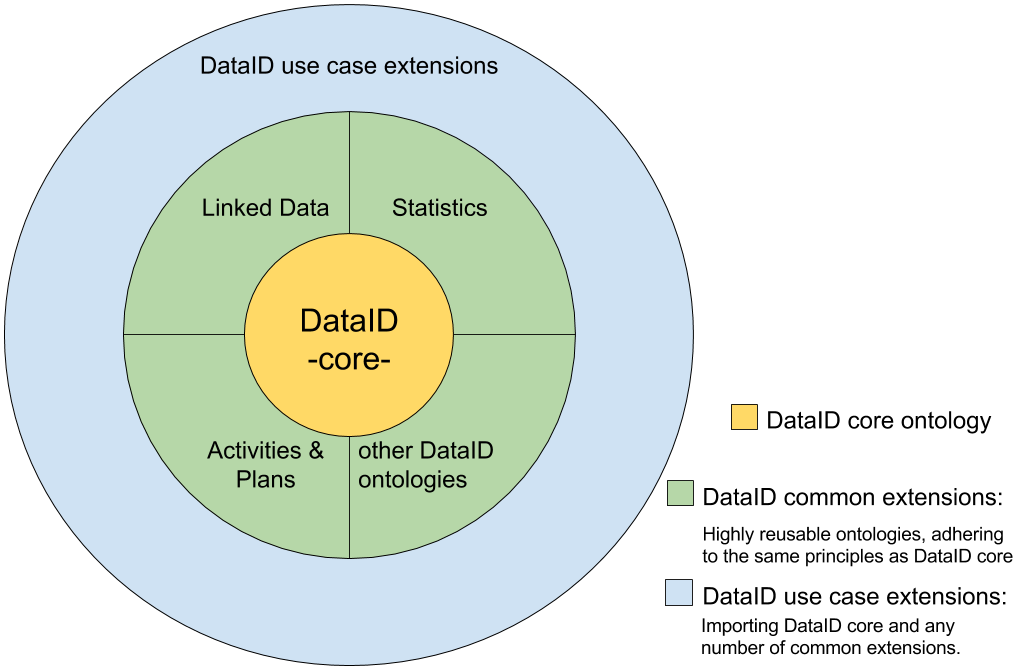 DataID use case extensions
Linked Data
Statistics
DataID
-core-
Activities &
Plans
other DataID
ontologies
DataID core ontology
DataID common extensions:
Highly reusable ontologies, adhering
to the same principles as DataID core
DataID use case extensions:
Importing DataID core and any
number of common extensions.